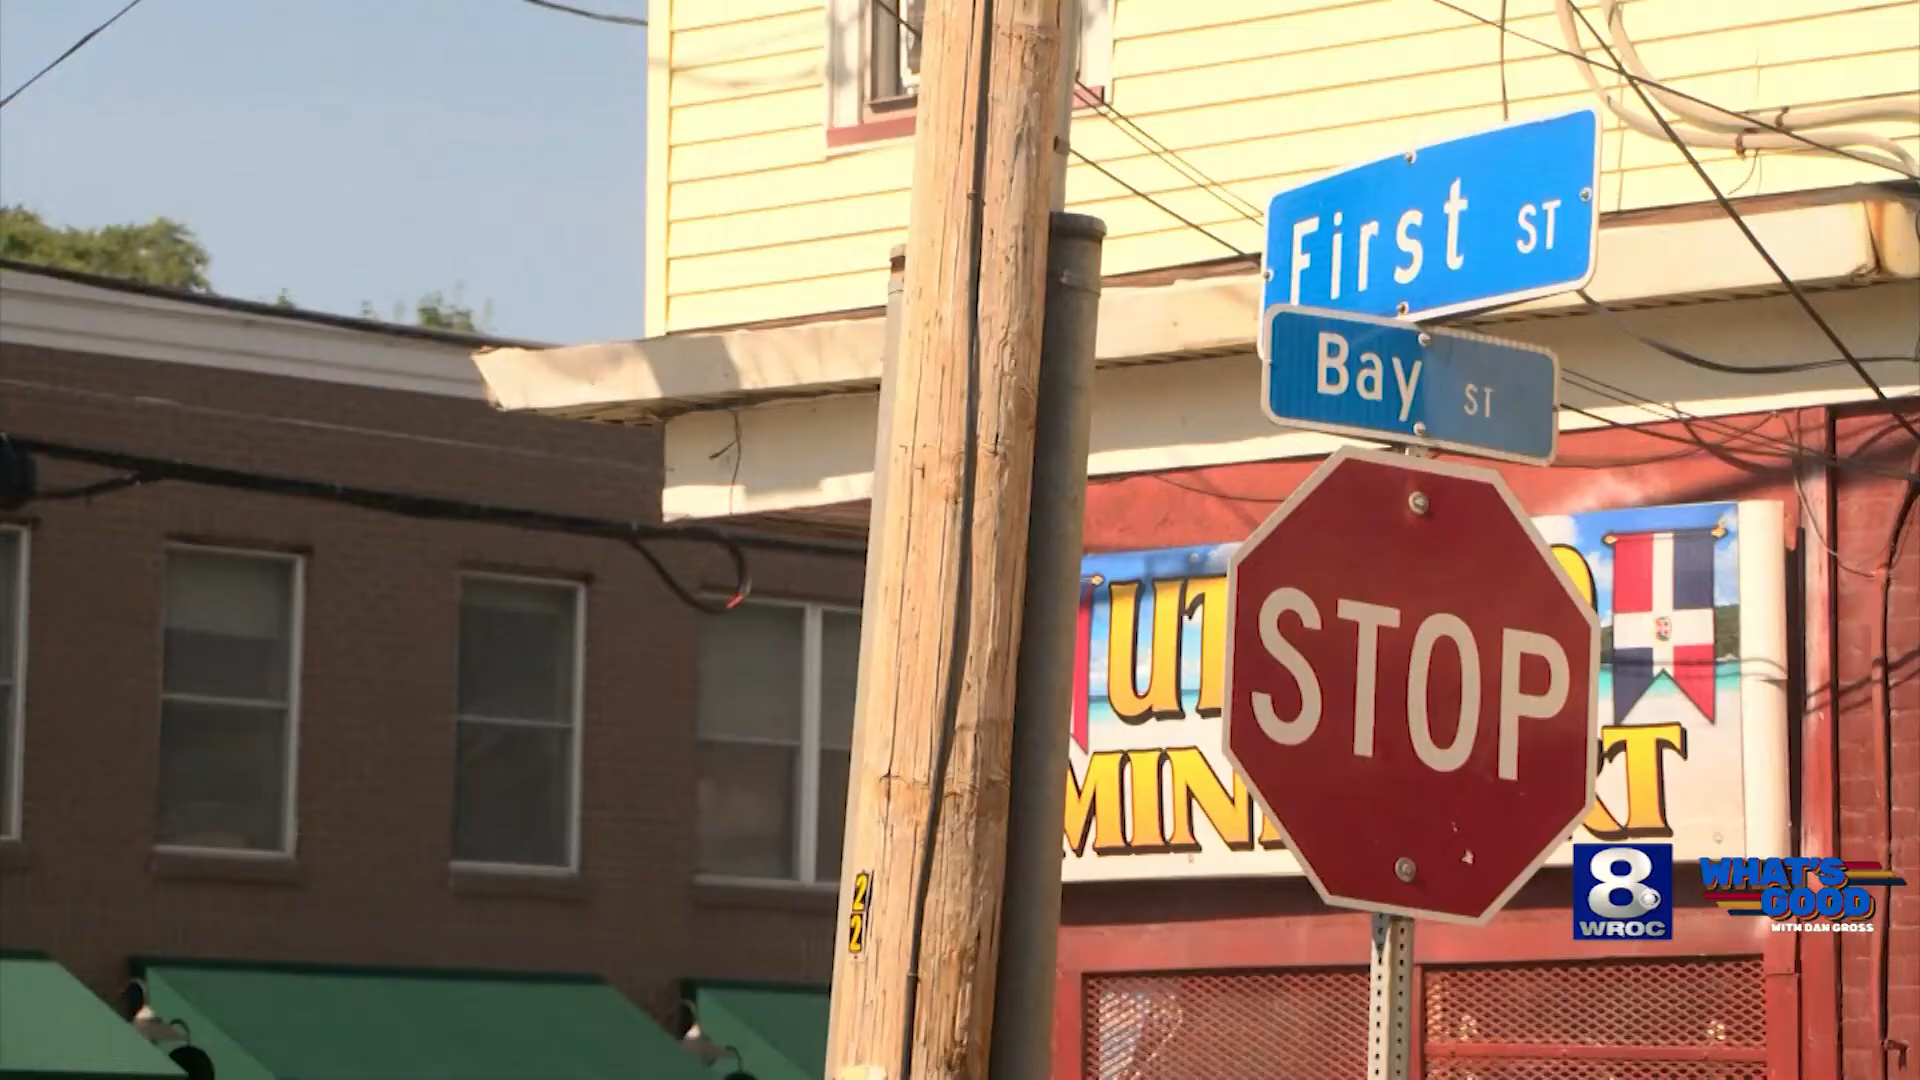 First ST
Bay ST
STOP
22
8
WROC
WHAT'S
GOOD
WITH DAN GROSS